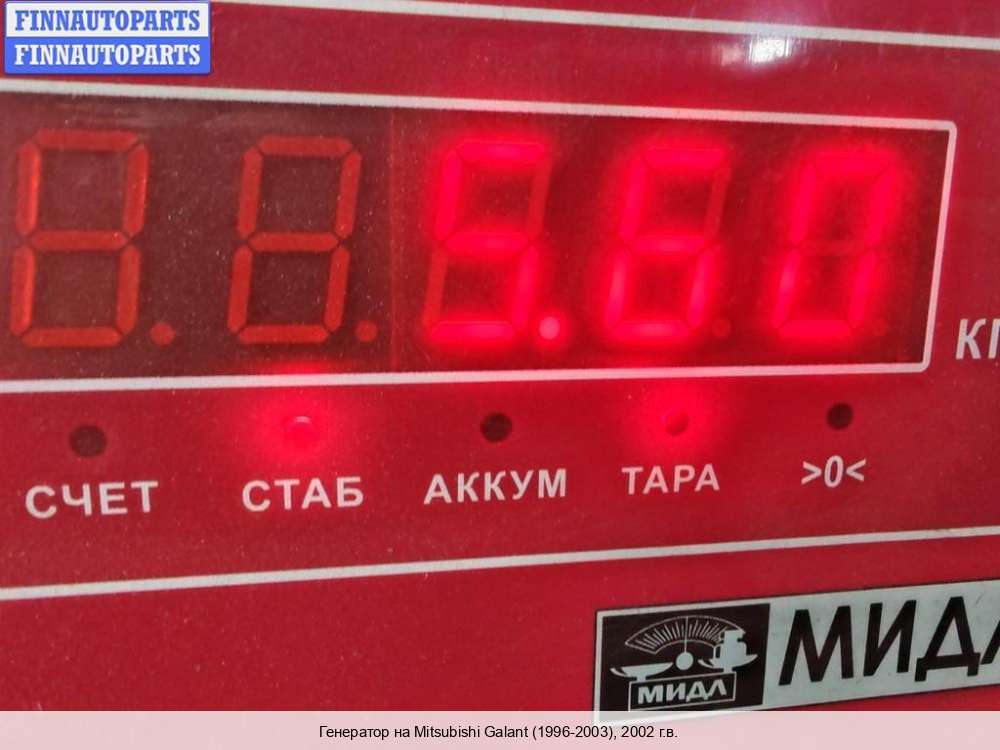 FINNAUTOPARTS
FINNAUTOPARTS
5.60
СЧЕТ СТАБ АККУМ ТАРА >0<
МИДЛ
Генератор на Mitsubishi Galant (1996-2003), 2002 г.в.